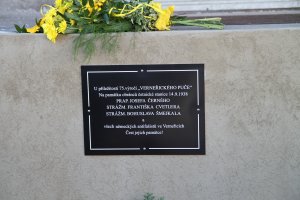 U příležitosti 75.výročí „VERNEŘICKÉHO PUČE"
Na památku obránců četnické stanice 14.9.1938
PRAP. JOSEFA ČERNÉHO
STRÁŽM. FRANTIŠKA CVETLERA
STRÁŽM. BOHUSLAVA ŠMEJKALA
a
všech německých antifašistů ve Verneřicích
Čest jejich památce!